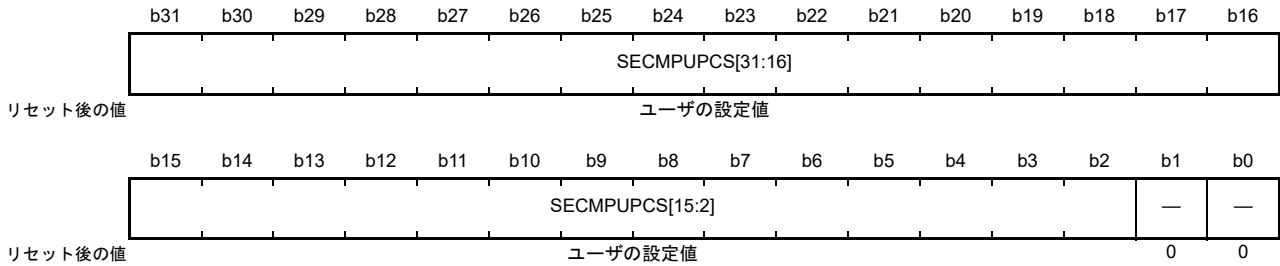 b31 b30 b29 b28 b27 b26 b25 b24 b23 b22 b21 b20 b19 b18 b17 b16
SECMPUPCS[31:16]
リセット後の値 ユーザの設定値
b15 b14 b13 b12 b11 b10 b9 b8 b7 b6 b5 b4 b3 b2 b1 b0
SECMPUPCS[15:2] — —
リセット後の値 ユーザの設定値 0 0